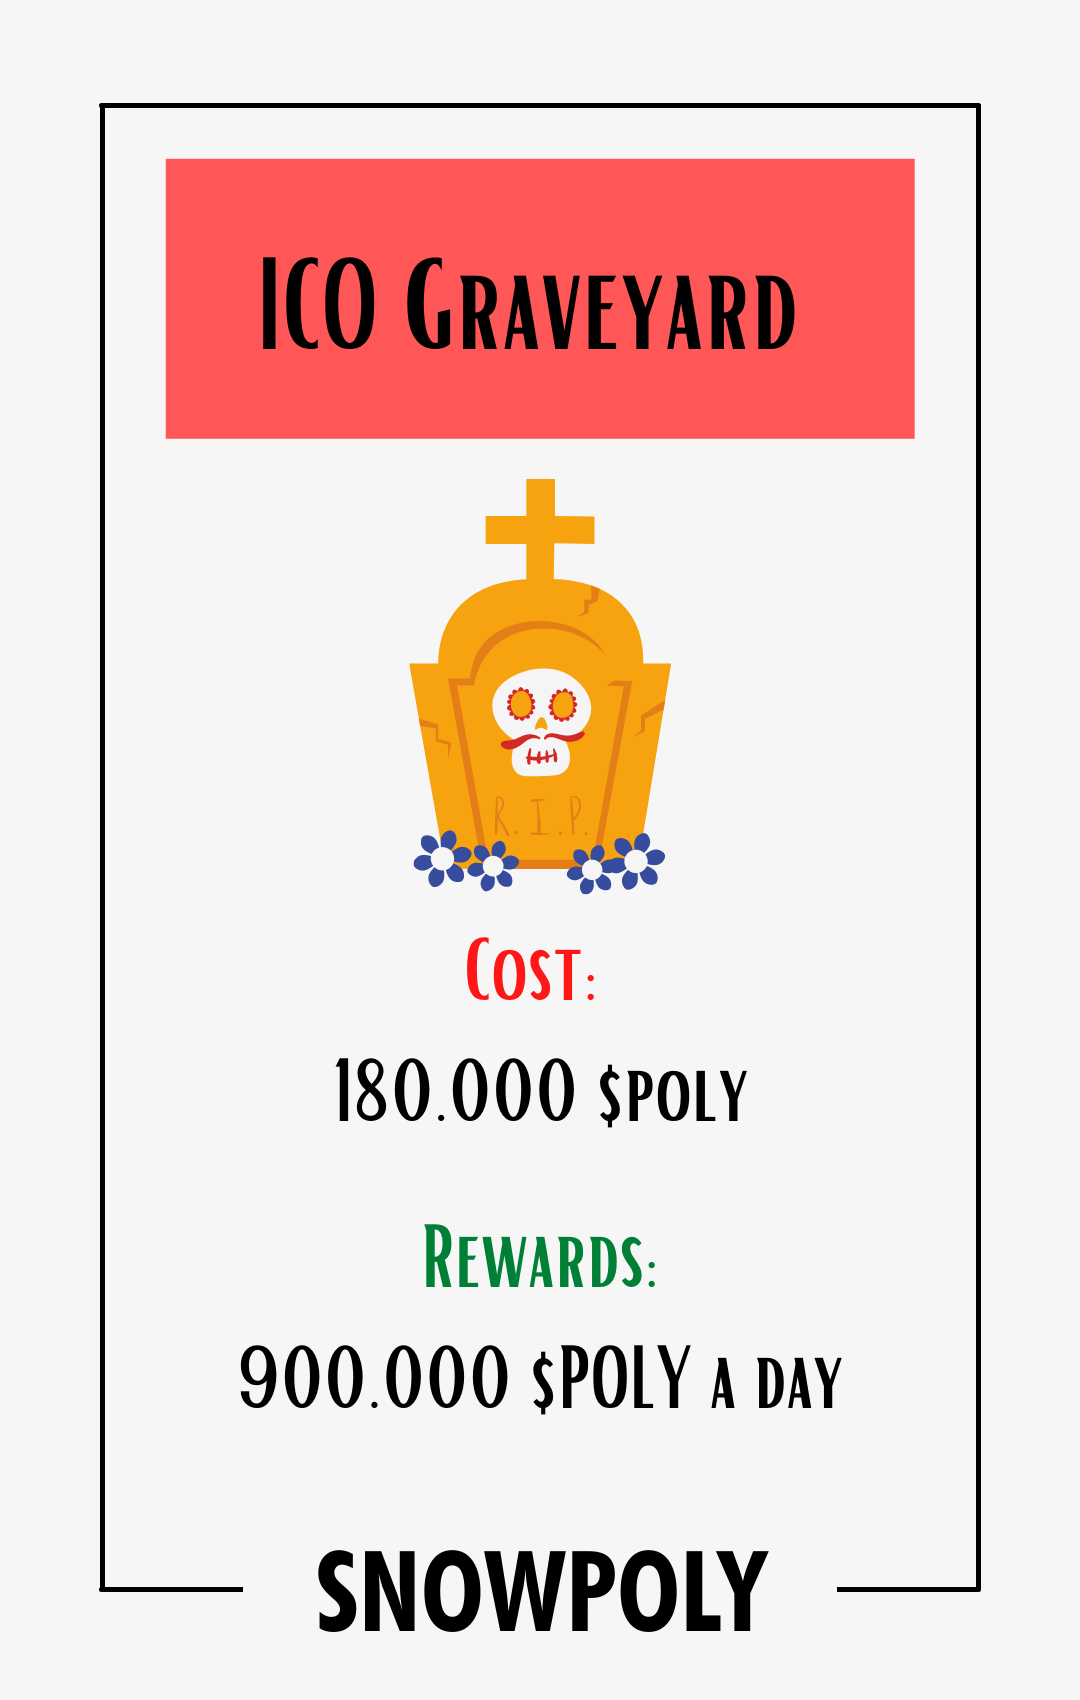 ICO Graveyard
R.I.P.
Cost:
180.000 $POLY
Rewards:
900.000 $POLY a day
SNOWPOLY